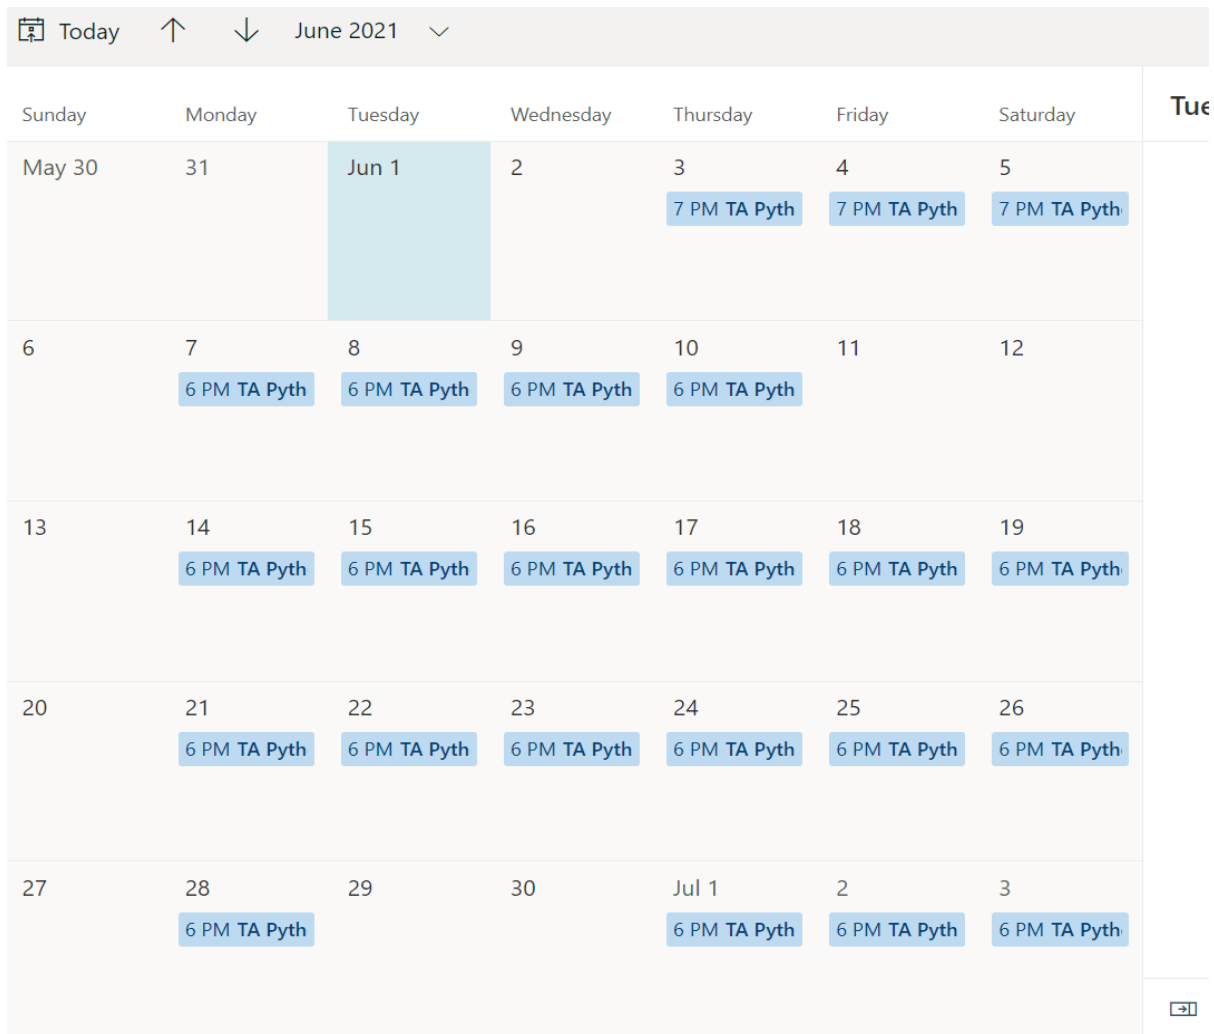 Today June 2021
Sunday Monday Tuesday Wednesday Thursday Friday Saturday
Tue
May 30 31 Jun 1 2 3 4 5
7 PM TA Pyth 7 PM TA Pyth 7 PM TA Pyth
6 7 8 9 10 11 12
6 PM TA Pyth 6 PM TA Pyth 6 PM TA Pyth 6 PM TA Pyth
13 14 15 16 17 18 19
6 PM TA Pyth 6 PM TA Pyth 6 PM TA Pyth 6 PM TA Pyth 6 PM TA Pyth 6 PM TA Pyth
20 21 22 23 24 25 26
6 PM TA Pyth 6 PM TA Pyth 6 PM TA Pyth 6 PM TA Pyth 6 PM TA Pyth 6 PM TA Pyth
27 28 29 30 Jul 1 2 3
6 PM TA Pyth 6 PM TA Pyth 6 PM TA Pyth 6 PM TA Pyth